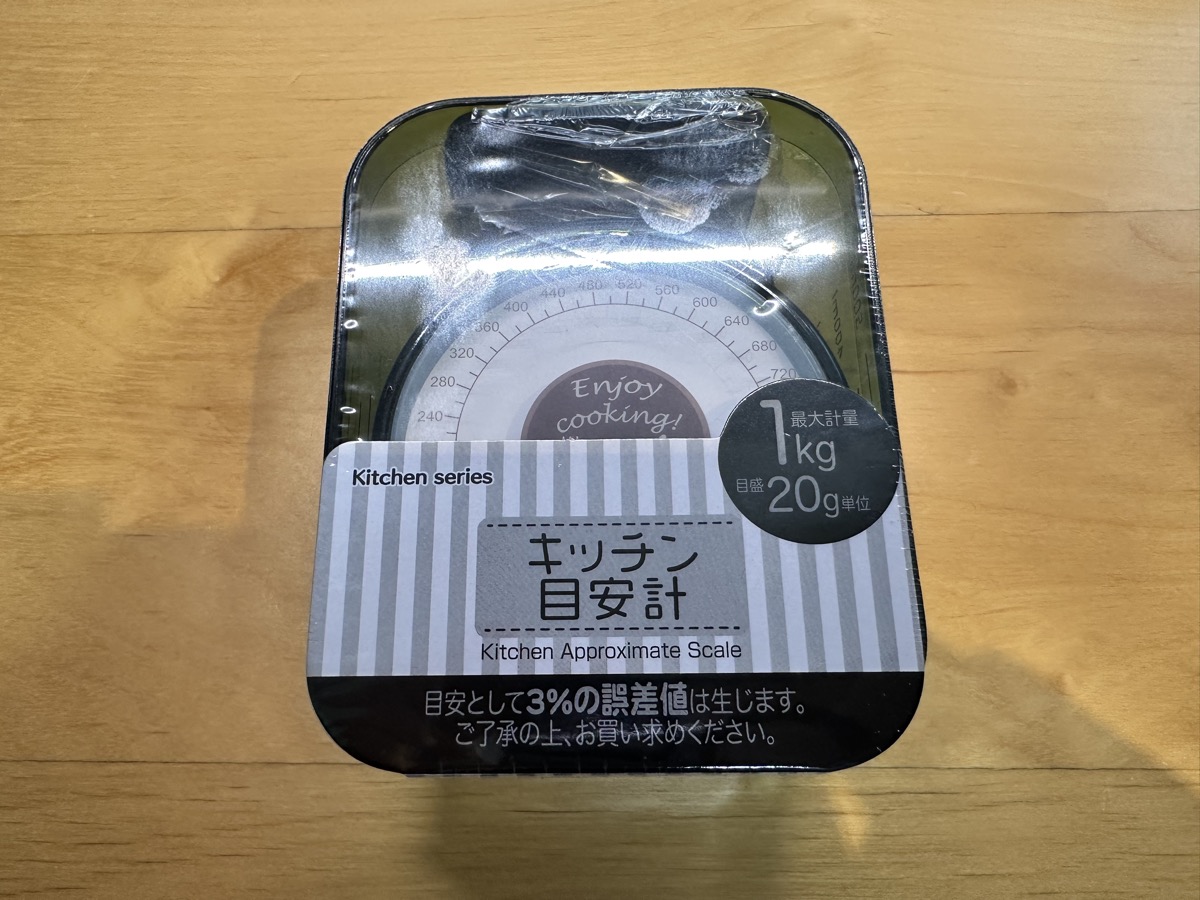 440 480 520 560
400 600
360 640
320 680
280 720
240
Enjoy
cooking!
最大計量
1kg
目盛20g単位
Kitchen series
キッチン
目安計
Kitchen Approximate Scale
目安として3%の誤差値は生じます。
ご了承の上、お買い求めください。